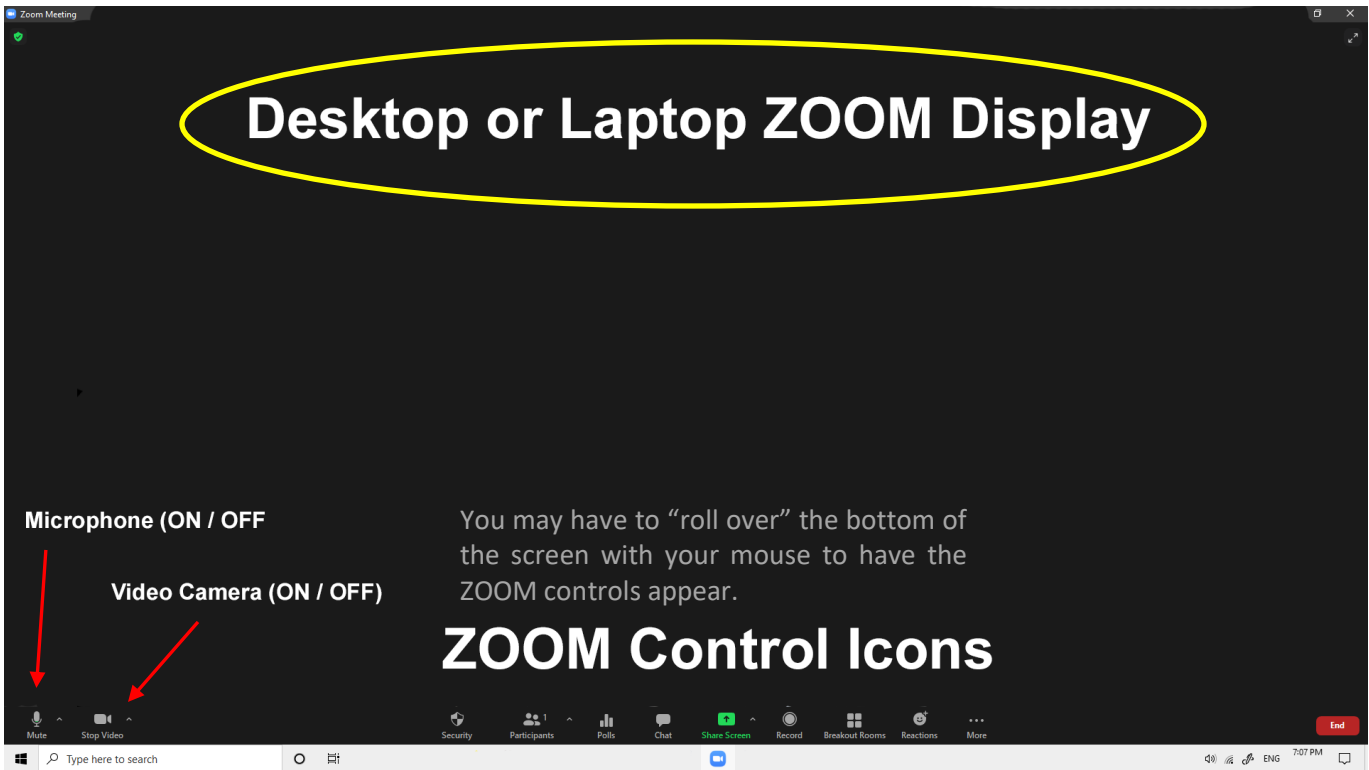 Zoom Meeting
Desktop or Laptop ZOOM Display
Microphone (ON / OFF
Video Camera (ON / OFF)
You may have to “roll over” the bottom of
the screen with your mouse to have the
ZOOM controls appear.
ZOOM Control Icons
Mute
Stop Video
Security
Participants
1
Polls
Chat
Share Screen
Record
Breakout Rooms
Reactions
More
End
Type here to search
ENG
7:07 PM